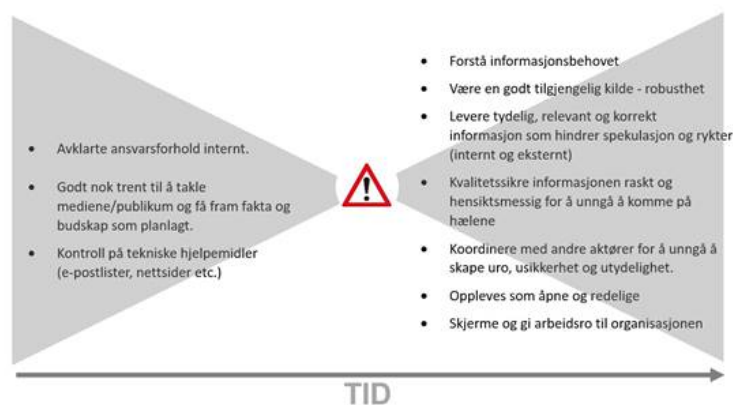 Avklarte ansvarsforhold internt.
Godt nok trent til å takle
mediene/publikum og få fram fakta og
budskap som planlagt.
Kontroll på tekniske hjelpemidler
(e-postlister, nettsider etc.)
Forstå informasjonsbehovet
Være en godt tilgjengelig kilde - robusthet
Levere tydelig, relevant og korrekt
informasjon som hindrer spekulasjon og rykter
(internt og eksternt)
Kvalitetssikre informasjonen raskt og
hensiktsmessig for å unngå å komme på
hælene
Koordinere med andre aktører for å unngå å
skape uro, usikkerhet og utydelighet.
Oppleves som åpne og redelige
Skjerme og gi arbeidsro til organisasjonen
TID